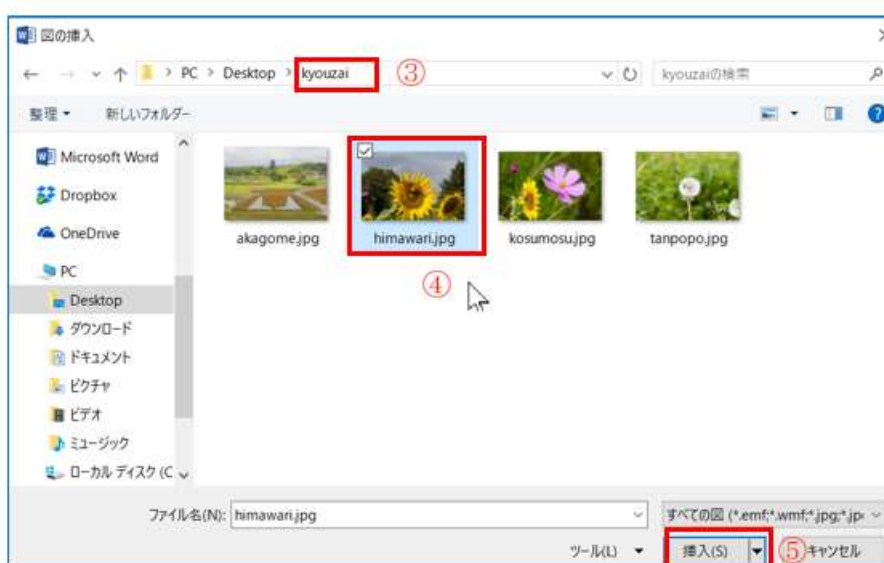 図の挿入
PC > Desktop > kyouzai ③ kyouzaiの検索
整理 新しいフォルダー
Microsoft Word
Dropbox
OneDrive
PC
Desktop
ダウンロード
ドキュメント
ピクチャ
ビデオ
ミュージック
ローカル ディスク (C
akagome.jpg himawari.jpg kosumosu.jpg tanpopo.jpg
④
ファイル名(N): himawari.jpg すべての図 (*.emf;*.wmf;*.jpg;*.jp
ツール(L) 挿入(S) ⑤ キャンセル